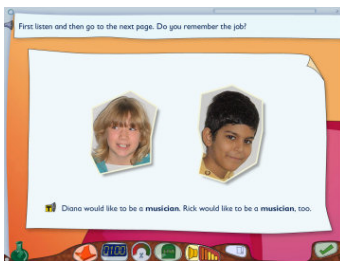 First listen and then go to the next page. Do you remember the job?
Diana would like to be a musician. Rick would like to be a musician, too.
0100